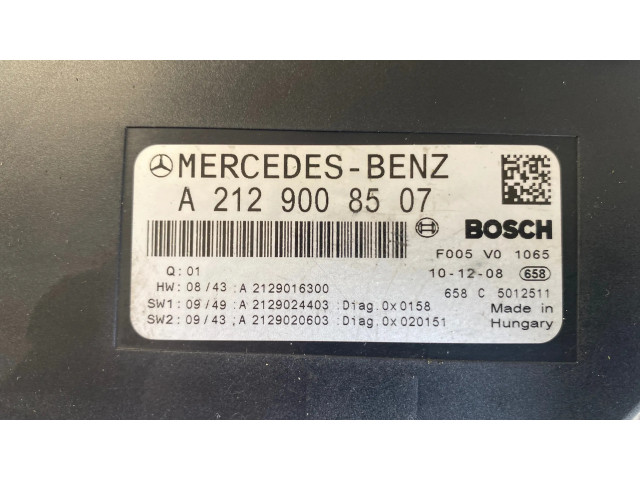 MERCEDES-BENZ
A 212 900 85 07
BOSCH
F005 V0 1065
Q:01
10-12-08 658
HW: 08/43:A 2129016300
658 C 5012511
SW1: 09/49:A 2129024403 :Diag.0x0158
Made in
SW2: 09/43 ;A 2129020603 :Diag.0x020151
Hungary